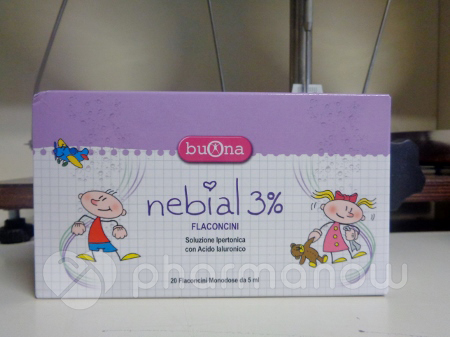 buOna
nebial 3%
FLACONCINI
Soluzione Ipertonica
con Acido Ialuronico
20 Flaconcini Monodose da 5 ml
pharmanow